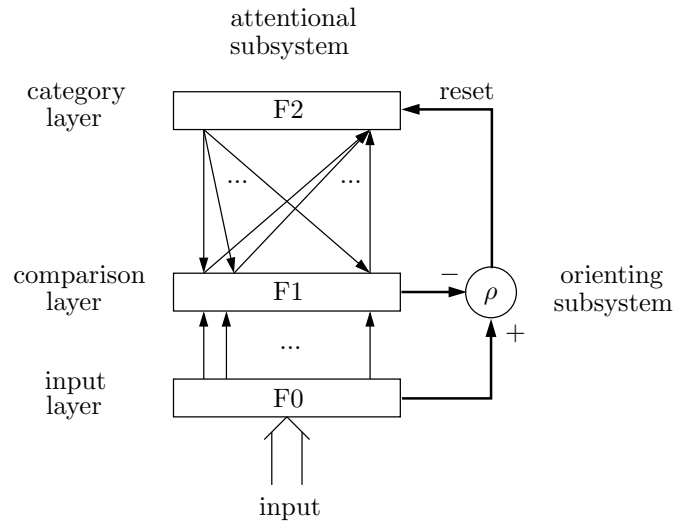 attentional
subsystem
category
layer
F2
reset
...
...
comparison
layer
F1
−
ρ
orienting
subsystem
+
...
input
layer
F0
input